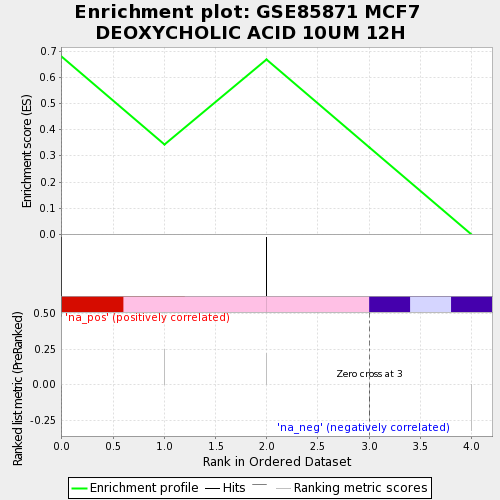 Enrichment plot: GSE85871 MCF7
DEOXYCHOLIC ACID 10UM 12H
Enrichment score (ES)
0.7
0.6
0.5
0.4
0.3
0.2
0.1
0.0
'na_pos' (positively correlated)
Ranked list metric (PreRanked)
0.50
0.25
0.00
-0.25
Zero cross at 3
'na_neg' (negatively correlated)
0.0 0.5 1.0 1.5 2.0 2.5 3.0 3.5 4.0
Rank in Ordered Dataset
Enrichment profile Hits Ranking metric scores